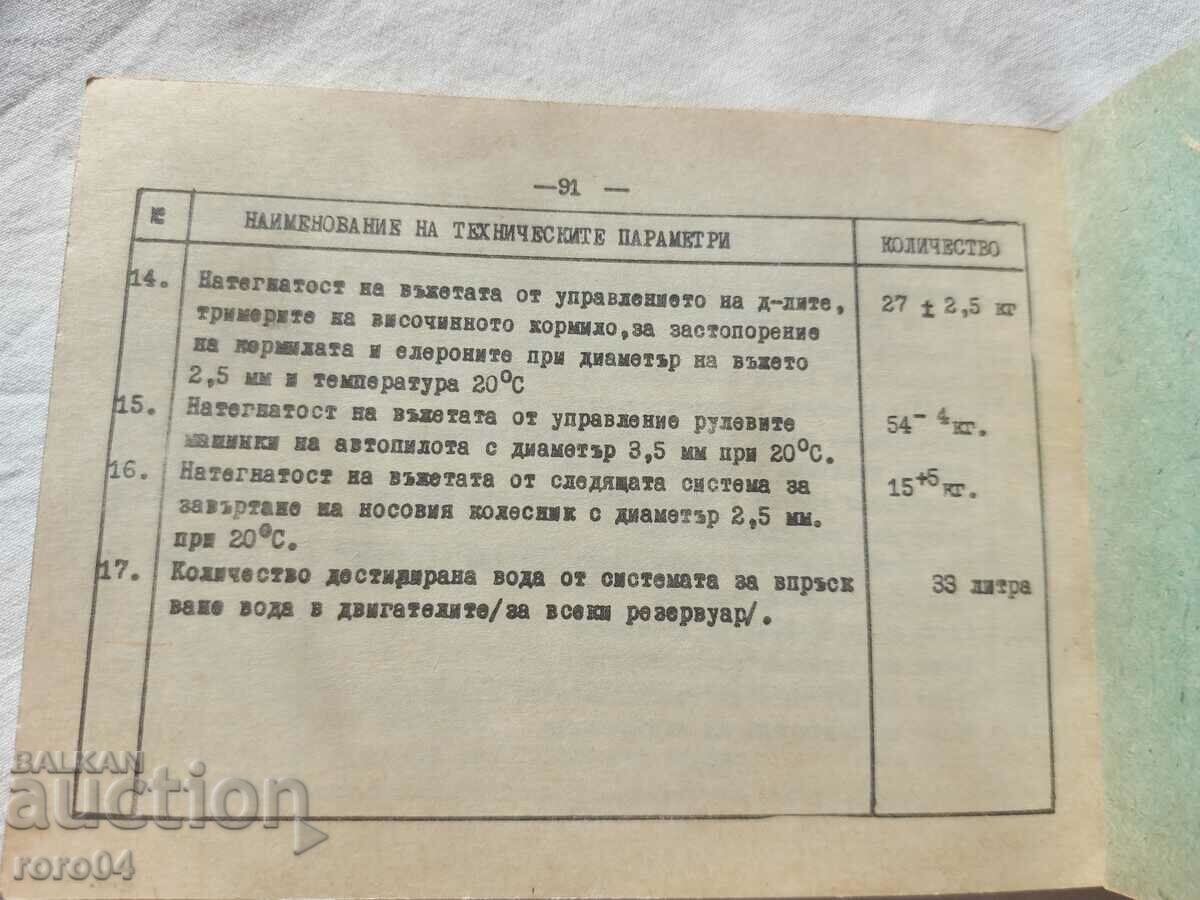 —91 —
№ НАИМЕНОВАНИЕ НА ТЕХНИЧЕСКИТЕ ПАРАМЕТРИ КОЛИЧЕСТВО
14. Натегнатост на въжетата от управлението на д-лите, 27 ± 2,5 кг
тримерите на височинното кормило,за застопорение
на кормилата и елероните при диаметър на въжето
2,5 мм и температура 20°С
15. Натегнатост на въжетата от управление рулевите 54⁻ ⁴кг.
машинки на автопилота с диаметър 3,5 мм при 20°С.
16. Натегнатост на въжетата от следящата система за 15⁺⁵кг.
завъртане на носовия колесник с диаметър 2,5 мм.
при 20°С.
17. Количество дестидирана вода от системата за впръск 33 литра
ване вода в двигателите/за всеки резервуар/.
BALKAN
auction
roro04